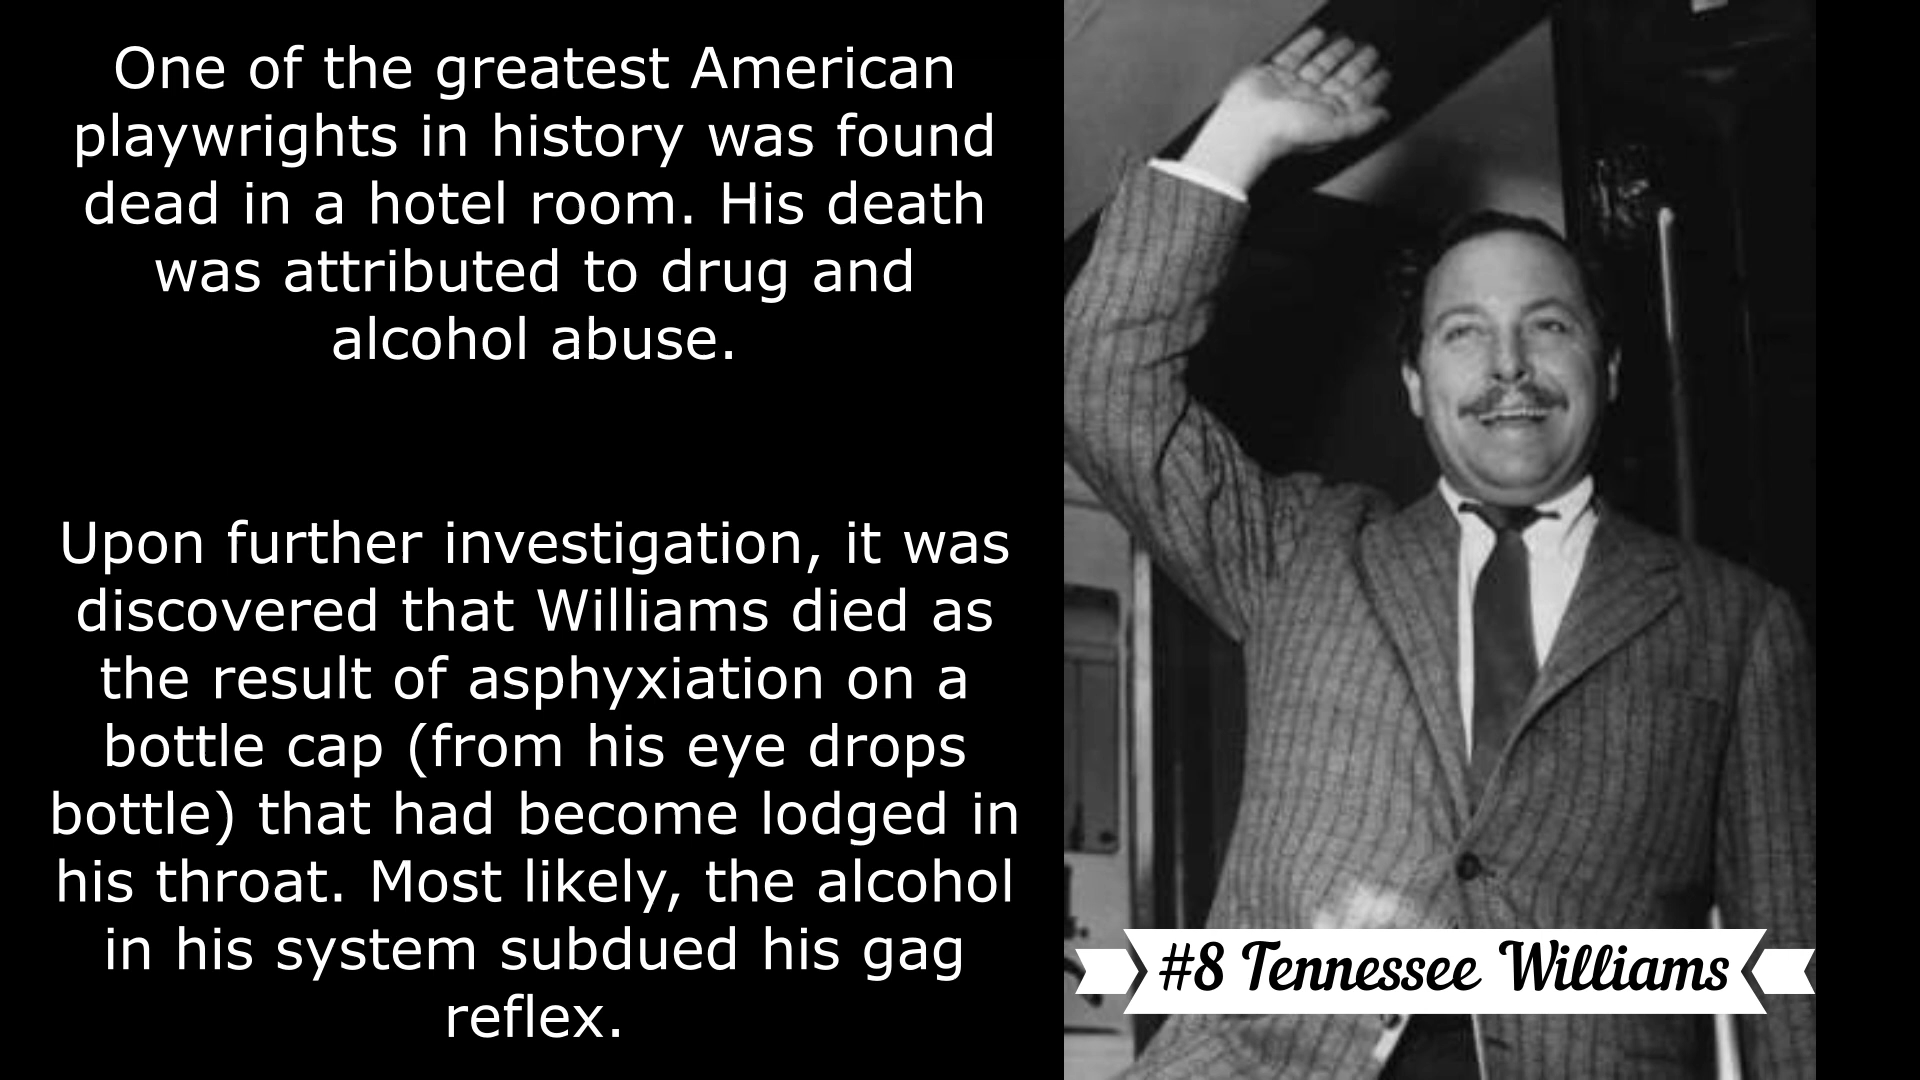 One of the greatest American
playwrights in history was found
dead in a hotel room. His death
was attributed to drug and
alcohol abuse.
Upon further investigation, it was
discovered that Williams died as
the result of asphyxiation on a
bottle cap (from his eye drops
bottle) that had become lodged in
his throat. Most likely, the alcohol
in his system subdued his gag
reflex.
#8 Tennessee Williams